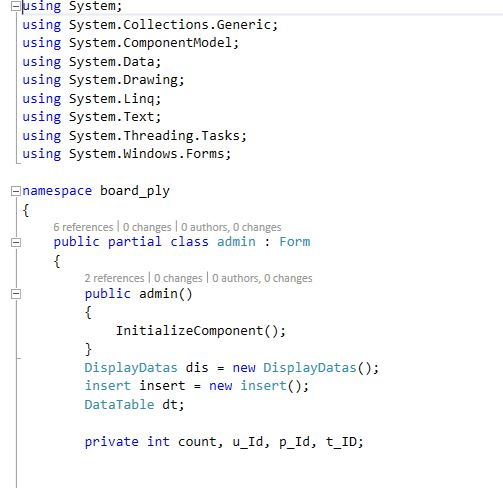 using System;
using System.Collections.Generic;
using System.ComponentModel;
using System.Data;
using System.Drawing;
using System.Linq;
using System.Text;
using System.Threading.Tasks;
using System.Windows.Forms;
namespace board_ply
{
6 references | 0 changes | 0 authors, 0 changes
public partial class admin : Form
{
2 references | 0 changes | 0 authors, 0 changes
public admin()
{
InitializeComponent();
}
DisplayDatas dis = new DisplayDatas();
insert insert = new insert();
DataTable dt;
private int count, u_Id, p_Id, t_ID;